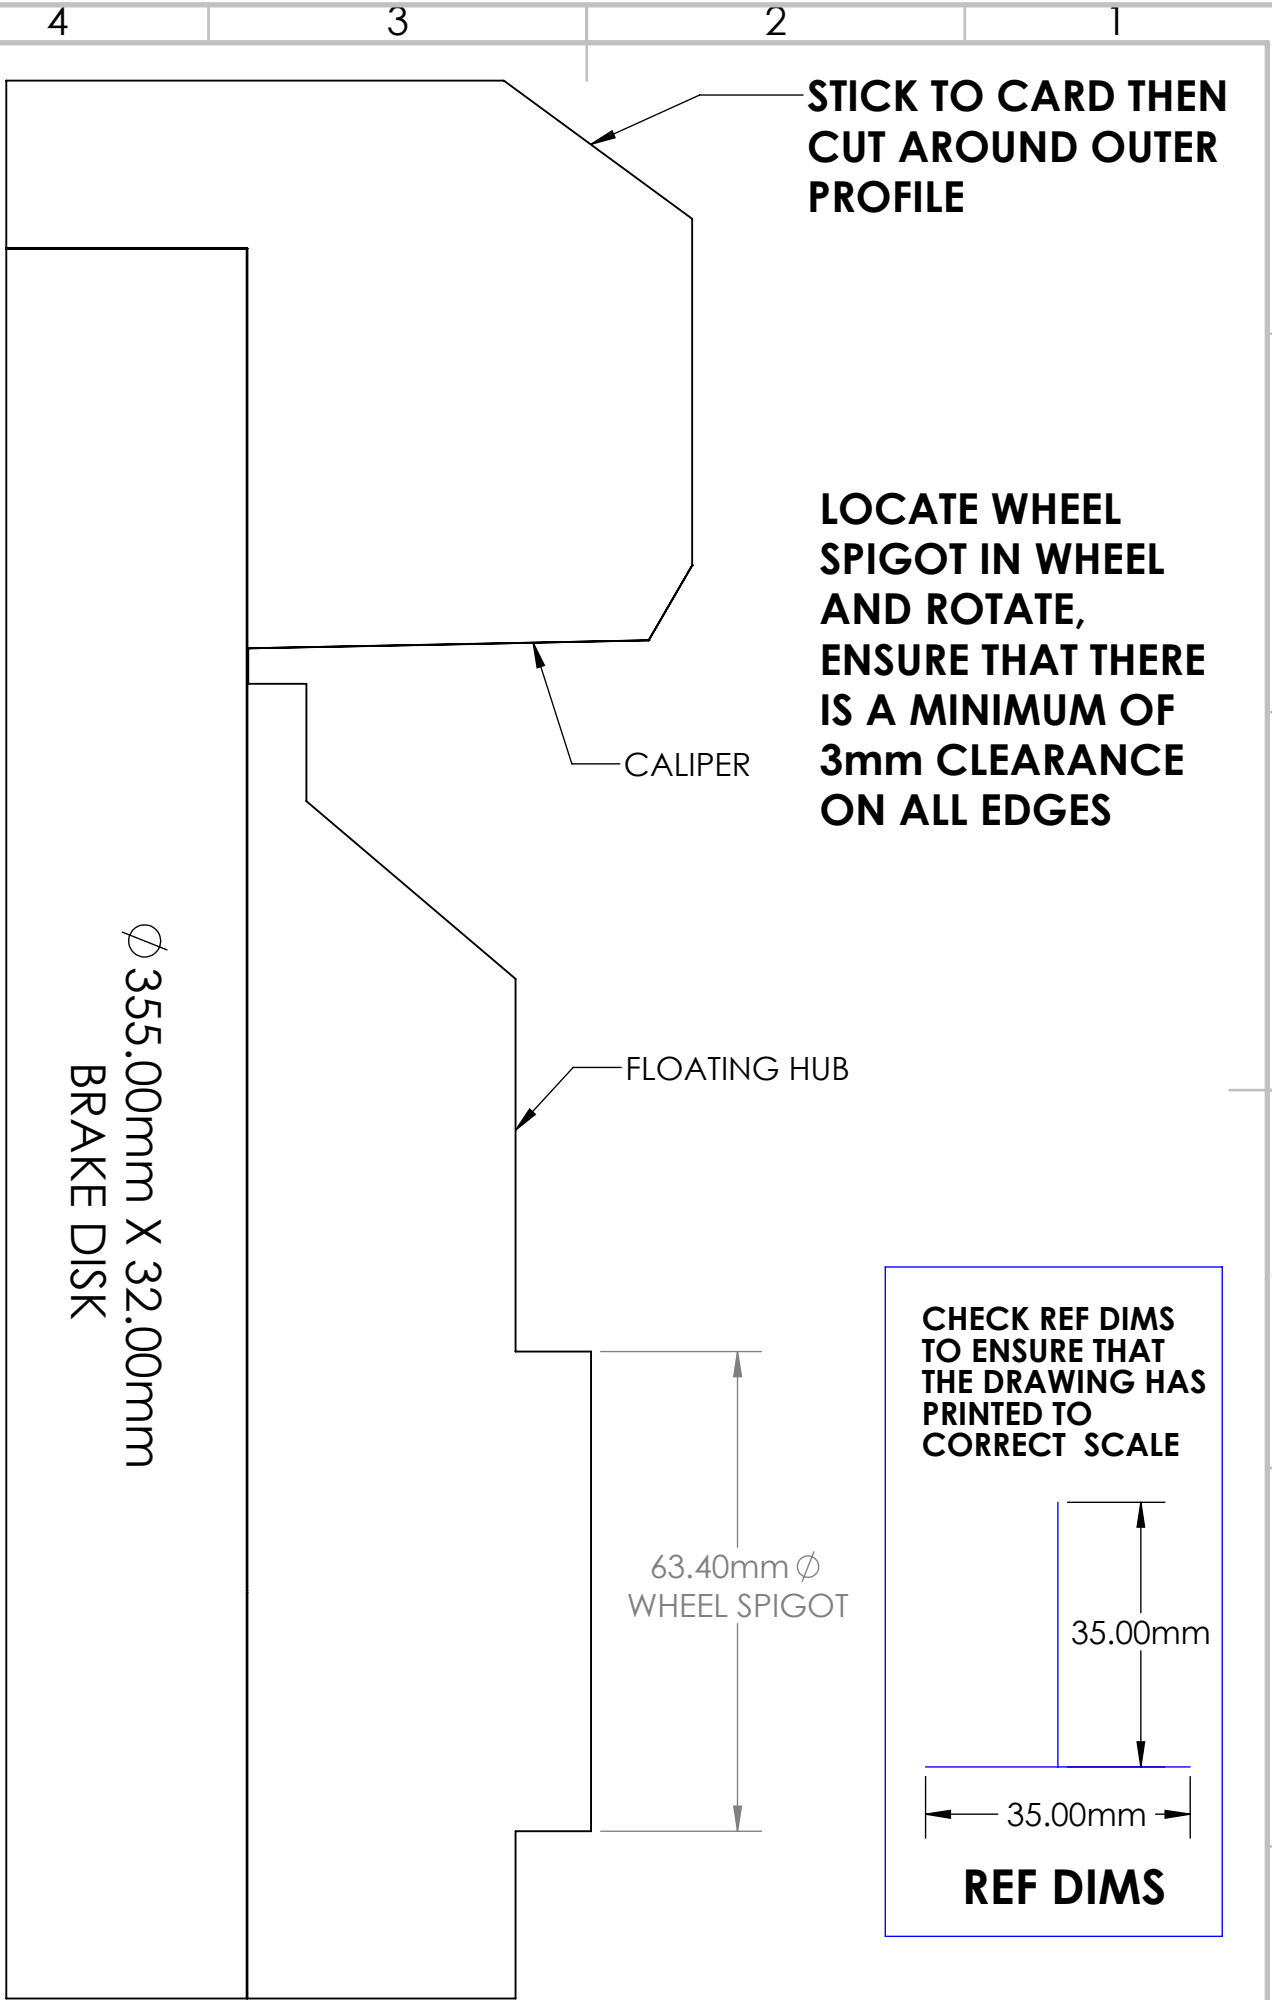 4 3 2 1
STICK TO CARD THEN
CUT AROUND OUTER
PROFILE
LOCATE WHEEL
SPIGOT IN WHEEL
AND ROTATE,
ENSURE THAT THERE
IS A MINIMUM OF
3mm CLEARANCE
ON ALL EDGES
CALIPER
FLOATING HUB
∅355.00mm X 32.00mm
BRAKE DISK
63.40mm∅
WHEEL SPIGOT
CHECK REF DIMS
TO ENSURE THAT
THE DRAWING HAS
PRINTED TO
CORRECT SCALE
35.00mm
35.00mm
REF DIMS